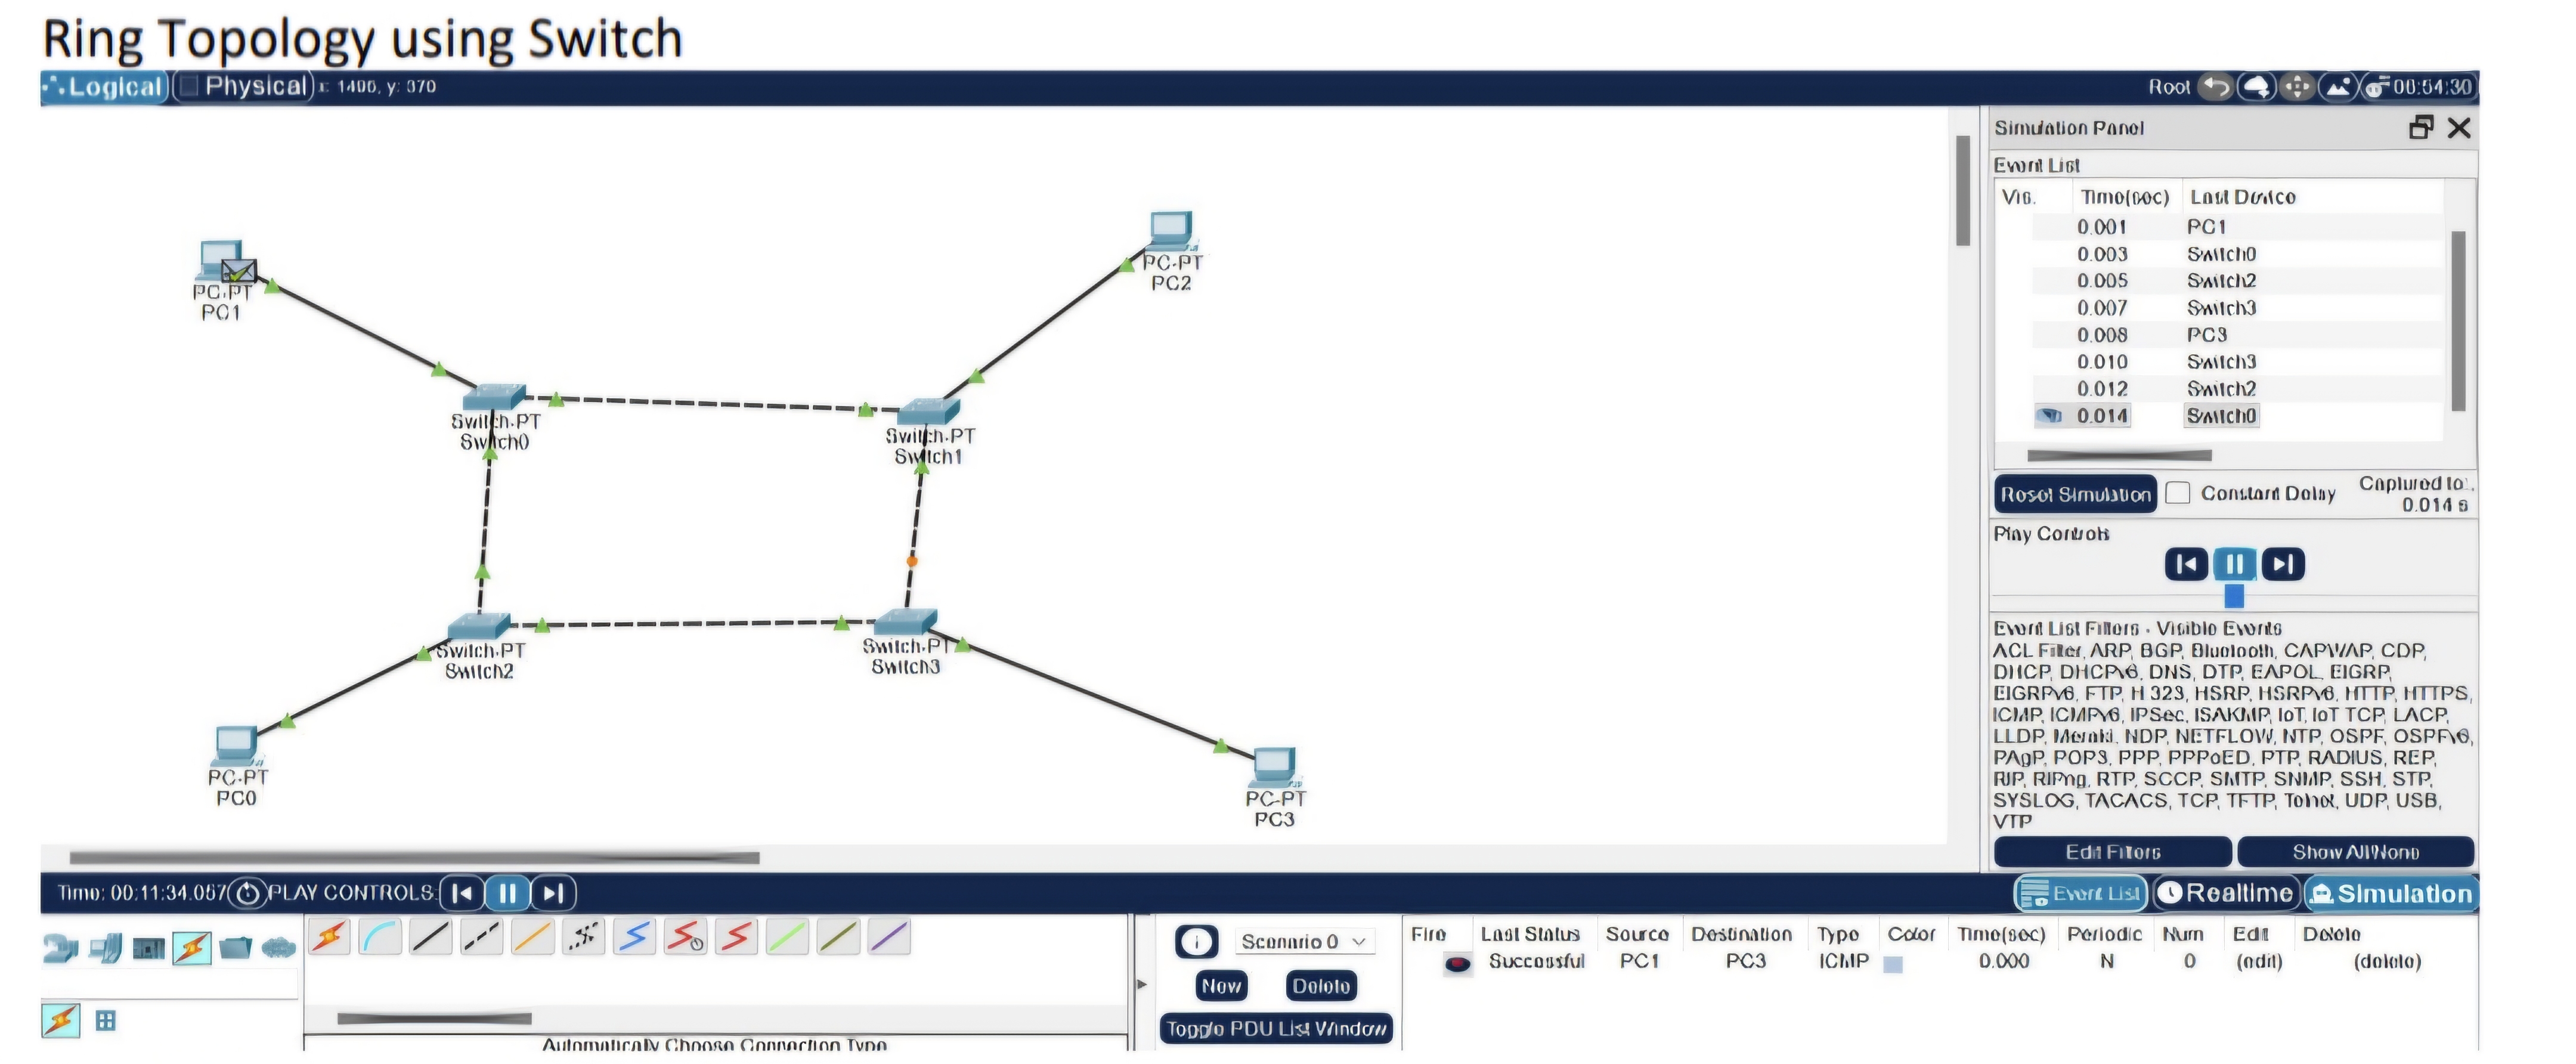 Ring Topology using Switch
Logical Physical x: 1406, y: 370 Root 00:54:30
Simulation Panel
Event List
Vis. Time(sec) Last Device
0.001 PC1
0.003 Switch0
0.005 Switch2
0.007 Switch3
0.008 PC3
0.010 Switch3
0.012 Switch2
0.014 Switch0
Reset Simulation Constant Delay Captured to:
0.014 s
Play Controls
Event List Filters - Visible Events
ACL Filter, ARP, BGP, Bluetooth, CAPWAP, CDP,
DHCP, DHCPv6, DNS, DTP, EAPOL, EIGRP,
EIGRPv6, FTP, H.323, HSRP, HSRPv6, HTTP, HTTPS,
ICMP, ICMPv6, IPSec, ISAKMP, IoT, IoT TCP, LACP,
LLDP, Meraki, NDP, NETFLOW, NTP, OSPF, OSPFv6,
PAgP, POP3, PPP, PPPoED, PTP, RADIUS, REP,
RIP, RIPng, RTP, SCCP, SMTP, SNMP, SSH, STP,
SYSLOG, TACACS, TCP, TFTP, Telnet, UDP, USB,
VTP
Edit Filters Show All/None
PC-PT
PC1
PC-PT
PC2
Switch-PT
Switch0
Switch-PT
Switch1
Switch-PT
Switch2
Switch-PT
Switch3
PC-PT
PC0
PC-PT
PC3
Time: 00:11:34.057 PLAY CONTROLS: Event List Realtime Simulation
Scenario 0
New Delete
Toggle PDU List Window
Fire Last Status Source Destination Type Color Time(sec) Periodic Num Edit Delete
Successful PC1 PC3 ICMP 0.000 N 0 (edit) (delete)
Automatically Choose Connection Type